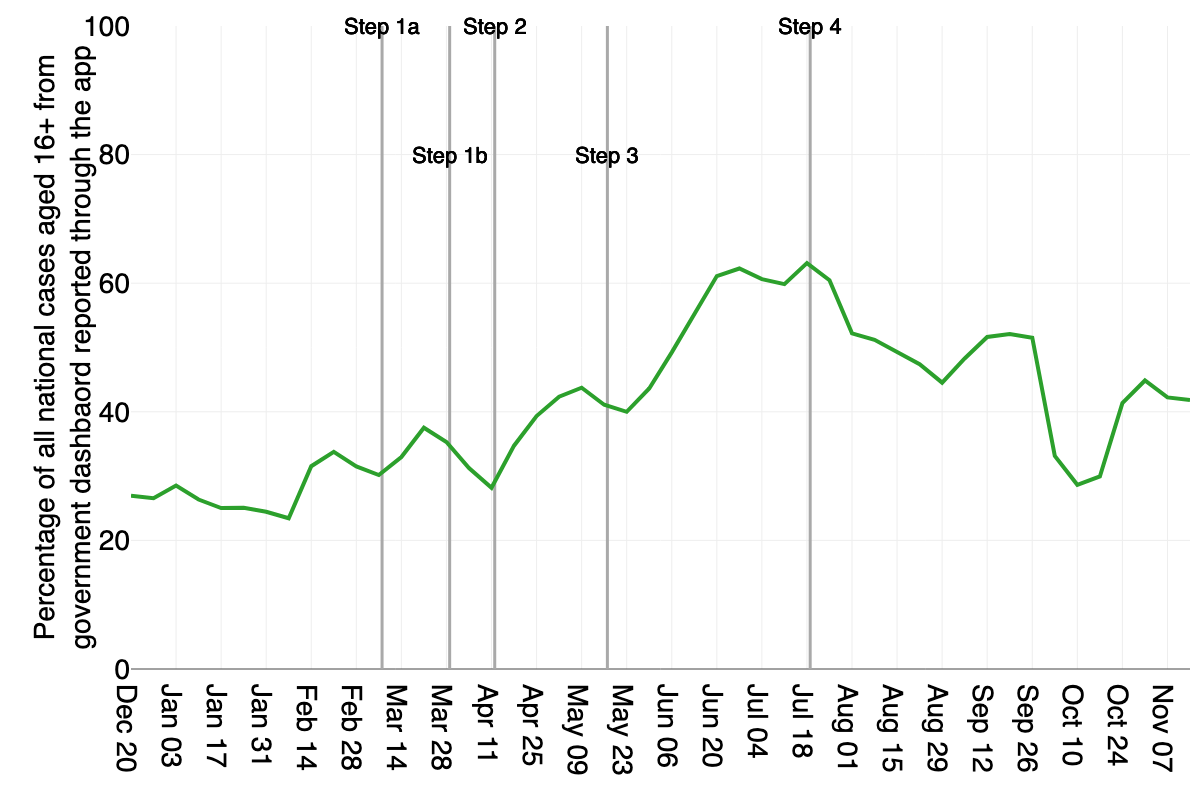 Percentage of all national cases aged 16+ from
government dashbaord reported through the app
100
80
60
40
20
0
Step 1a
Step 2
Step 4
Step 1b
Step 3
Dec 20
Jan 03
Jan 17
Jan 31
Feb 14
Feb 28
Mar 14
Mar 28
Apr 11
Apr 25
May 09
May 23
Jun 06
Jun 20
Jul 04
Jul 18
Aug 01
Aug 15
Aug 29
Sep 12
Sep 26
Oct 10
Oct 24
Nov 07